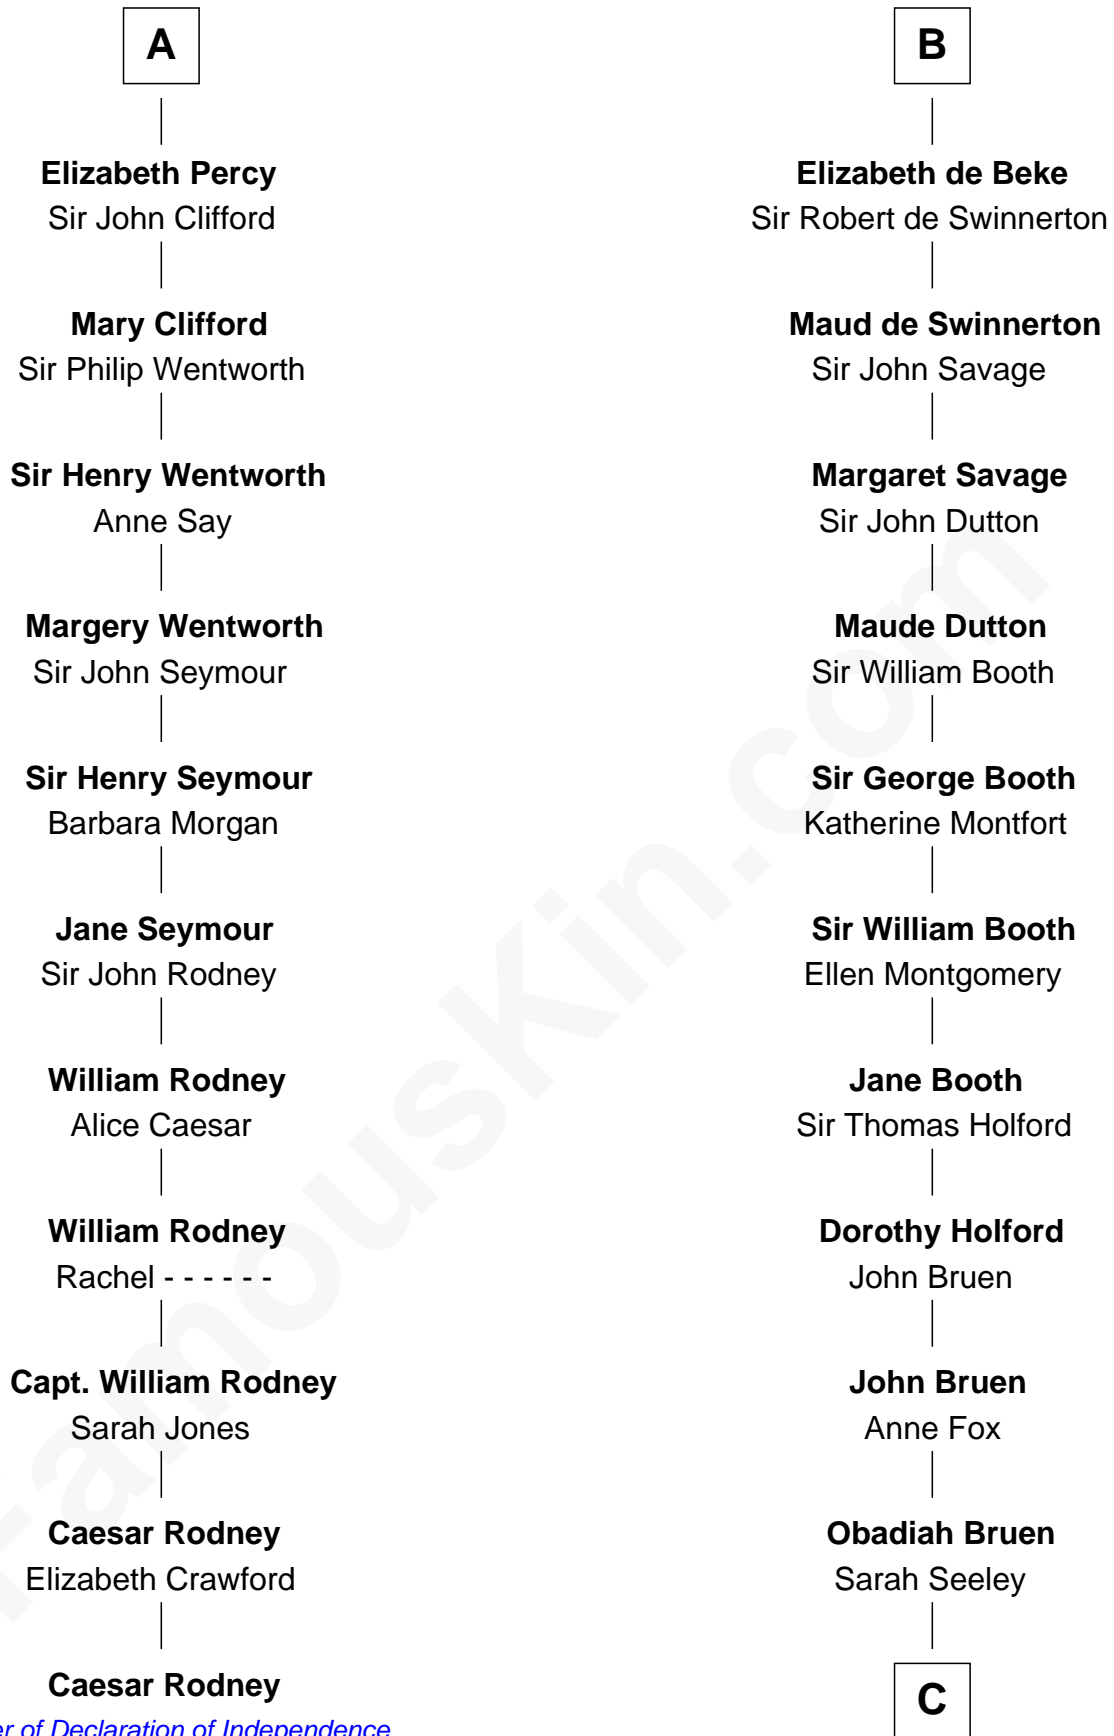 A
Elizabeth Percy
Sir John Clifford
Mary Clifford
Sir Philip Wentworth
Sir Henry Wentworth
Anne Say
Margery Wentworth
Sir John Seymour
Sir Henry Seymour
Barbara Morgan
Jane Seymour
Sir John Rodney
William Rodney
Alice Caesar
William Rodney
Rachel - - - - - -
Capt. William Rodney
Sarah Jones
Caesar Rodney
Elizabeth Crawford
Caesar Rodney
er of Declaration of Independence
B
Elizabeth de Beke
Sir Robert de Swinnerton
Maud de Swinnerton
Sir John Savage
Margaret Savage
Sir John Dutton
Maude Dutton
Sir William Booth
Sir George Booth
Katherine Montfort
Sir William Booth
Ellen Montgomery
Jane Booth
Sir Thomas Holford
Dorothy Holford
John Bruen
John Bruen
Anne Fox
Obadiah Bruen
Sarah Seeley
C
FamousKin.com